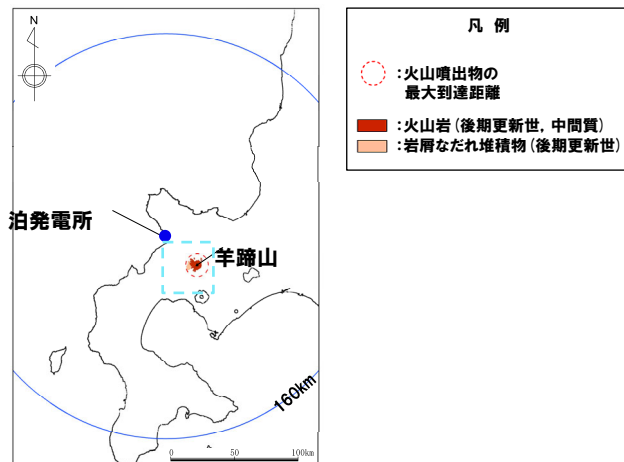 N
泊発電所
羊蹄山
160km
0 50 100km
凡 例
:火山噴出物の
最大到達距離
:火山岩(後期更新世, 中間質)
:岩屑なだれ堆積物(後期更新世)